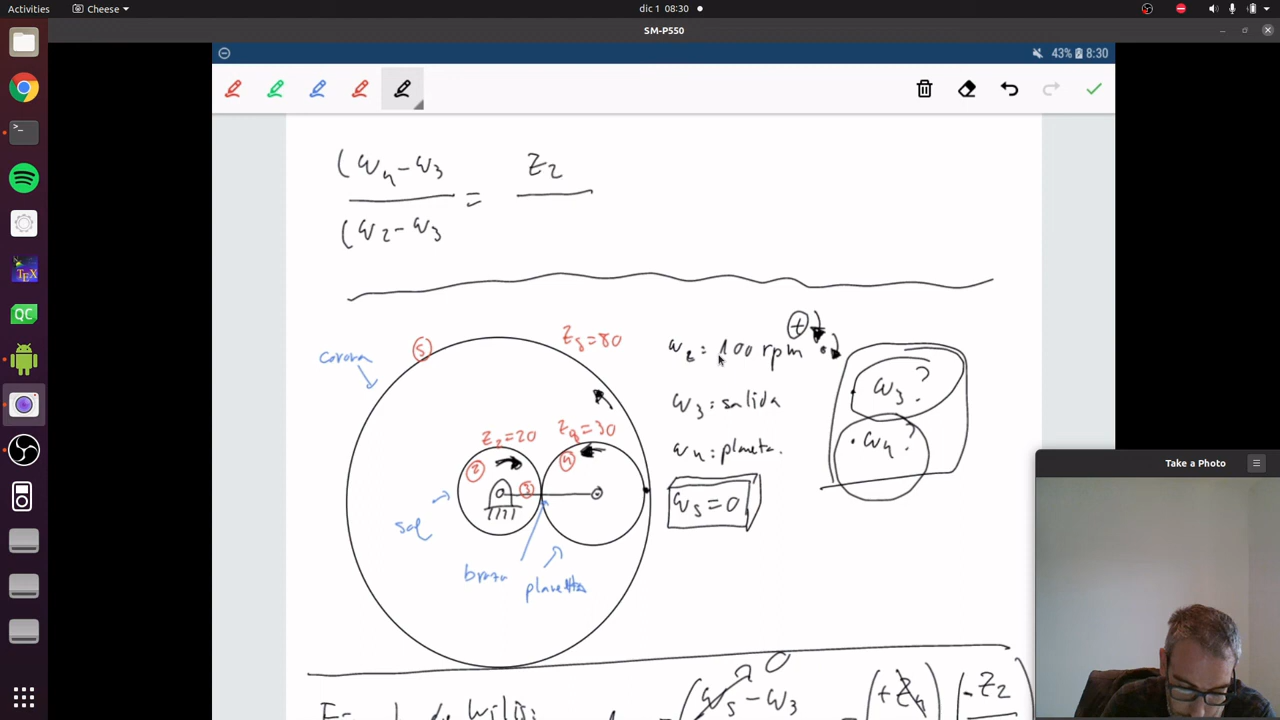 Activities
Cheese
dic 1 08:30
SM-P550
43% 8:30
(ω4-ω3
(ω2-ω3
=
Z2
corona
5
Z5=80
ω2: 100 rpm
+
ω3?
ω3: salida
Z2=20
Z4=30
ω4?
2
4
ω4: planeta.
3
ω5=0
sol
brazo
planeta
Take a Photo
0
ω5-ω3
=
(+Z4)
(-Z2